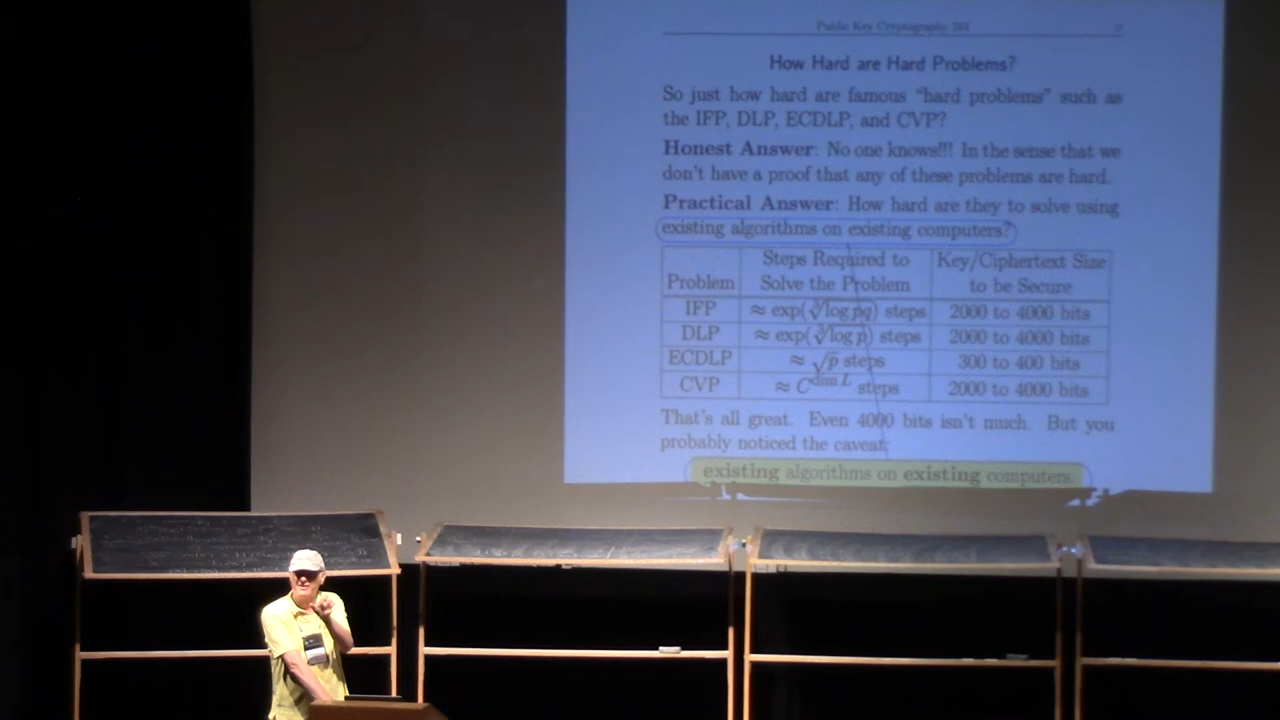 Public Key Cryptography 101
How Hard are Hard Problems?
So just how hard are famous “hard problems” such as
the IFP, DLP, ECDLP, and CVP?
Honest Answer: No one knows!!! In the sense that we
don’t have a proof that any of these problems are hard.
Practical Answer: How hard are they to solve using
existing algorithms on existing computers?
Problem | Steps Required to Solve the Problem | Key/Ciphertext Size to be Secure
IFP | ≈ exp(∛log pq) steps | 2000 to 4000 bits
DLP | ≈ exp(∛log p) steps | 2000 to 4000 bits
ECDLP | ≈ √p steps | 300 to 400 bits
CVP | ≈ C^dim L steps | 2000 to 4000 bits
That’s all great. Even 4000 bits isn’t much. But you
probably noticed the caveat:
existing algorithms on existing computers.